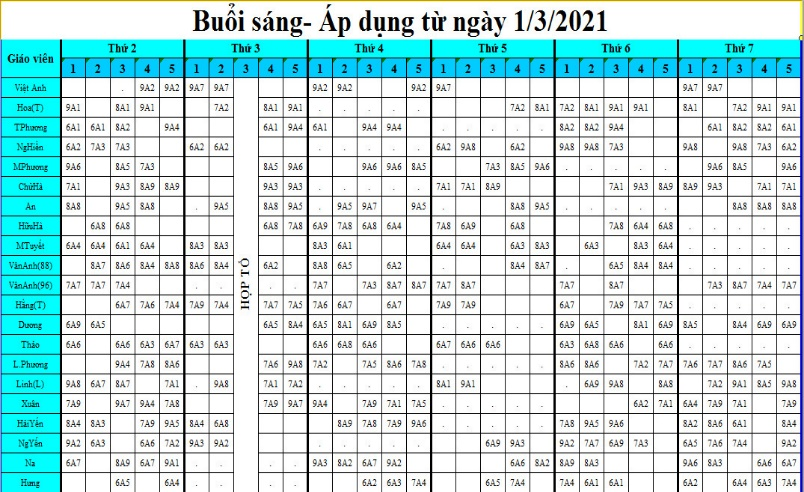 Buổi sáng- Áp dụng từ ngày 1/3/2021
Giáo viên Thứ 2 Thứ 3 Thứ 4 Thứ 5 Thứ 6 Thứ 7
1 2 3 4 5 1 2 3 4 5 1 2 3 4 5 1 2 3 4 5 1 2 3 4 5 1 2 3 4 5
HỌP TỔ
Việt Anh . 9A2 9A2 9A7 9A7 9A2 9A2 9A2 9A7 9A7 9A7
Hoa(T) 9A1 8A1 9A1 7A2 8A1 9A1 . . . . . 7A2 8A1 7A2 8A1 9A1 9A1 8A1 7A2 9A1 9A1
T.Phương 6A1 6A1 8A2 9A4 6A1 9A4 6A1 9A4 9A4 . . . . . 8A2 8A2 9A4 6A1 8A2 8A2 6A1
NgHiền 6A2 7A3 7A3 6A2 6A2 . . . . . 6A2 9A8 6A2 9A8 9A8 7A3 9A8 9A8 7A3 6A2
MPhương 9A6 8A5 7A3 8A5 9A6 9A6 9A6 8A5 7A3 8A5 9A6 . . . . . 9A6 8A5 9A6
ChúHà 7A1 9A3 8A9 8A9 9A3 9A3 . . . . . 7A1 7A1 8A9 7A1 9A3 8A9 8A9 9A3 7A1 7A1
An 8A8 9A5 8A8 . 9A5 8A9 9A5 . 9A5 9A7 . 9A5 8A8 9A5 . . . . . 8A8 8A8 8A8
HữuHà 6A8 6A8 6A8 7A8 6A9 7A8 6A8 6A4 7A8 6A9 6A8 7A8 6A4 6A8 . . . . .
MTuyết 6A4 6A4 6A1 6A4 8A3 8A3 8A3 6A1 6A4 6A4 6A3 8A3 6A3 8A3 6A4 . . . . .
VânAnh(88) 8A7 8A6 8A4 8A8 8A6 8A4 6A2 8A8 6A5 6A2 . . . 8A4 8A7 . 6A5 8A4 8A4 . . . . .
VânAnh(96) 7A7 7A7 7A4 . . 7A7 7A3 8A7 8A7 7A7 8A7 7A7 8A7 7A3 8A7 7A4 7A7
Hằng(T) 6A7 7A6 7A4 7A9 7A4 7A7 7A5 7A6 6A7 6A7 7A9 7A9 6A7 7A9 7A7 7A5 . . . . .
Dương 6A9 6A5 6A5 8A4 6A5 8A1 6A9 8A5 . . . . . 6A9 6A5 8A1 6A9 8A5 8A4 6A9 6A9
Thảo 6A6 6A6 6A3 6A7 6A3 6A3 6A6 6A8 6A6 6A7 6A6 6A6 6A3 6A8 6A6 6A6 . . . . .
L.Phương 9A4 7A8 8A6 7A6 9A8 7A2 7A5 8A6 7A8 . . . . . 8A6 8A6 7A2 7A7 7A6 7A7 8A6 7A5
Linh(L) 9A8 6A7 8A7 7A1 . 9A8 7A1 7A2 . . . . . 8A1 9A1 . 6A9 9A8 8A8 7A2 9A1 8A5 9A8
Xuân 7A9 9A7 9A4 7A8 7A9 9A7 9A4 7A9 7A1 7A5 . . . . . 6A2 7A1 6A4 7A9 7A1 7A9
HảiYến 8A4 8A3 7A9 9A5 8A4 6A8 8A9 7A8 7A9 9A6 . . . . . 7A8 9A5 9A6 8A2 8A6 6A1 8A4
NgYến 9A2 6A3 6A6 7A2 9A3 9A2 . . . . . 6A9 9A3 9A2 7A2 6A9 7A3 6A5 7A6 7A4 9A2
Na 6A7 8A9 6A7 9A1 . . . . 9A3 8A2 6A7 9A2 6A6 8A2 8A9 8A3 9A6 8A3 6A6 6A7
Hưng 6A5 6A4 . . . . 6A2 6A3 7A4 7A4 6A1 6A1 6A2 6A4 6A3 7A4